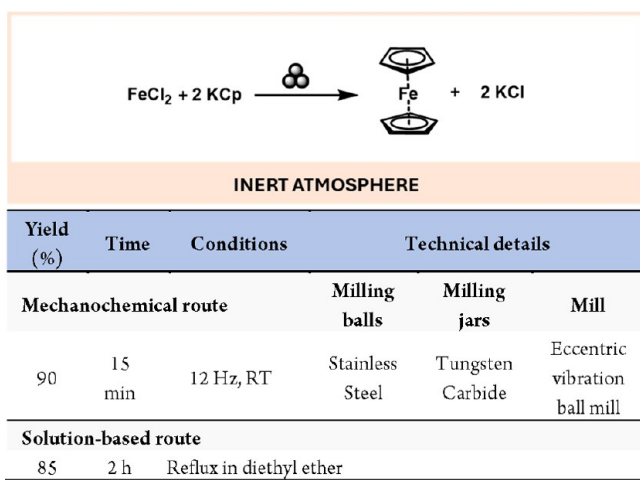 FeCl2 + 2 KCp
Fe
+ 2 KCl
INERT ATMOSPHERE
Yield (%) Time Conditions Technical details
Mechanochemical route Milling balls Milling jars Mill
90 15 min 12 Hz, RT Stainless Steel Tungsten Carbide Eccentric vibration ball mill
Solution-based route
85 2 h Reflux in diethyl ether